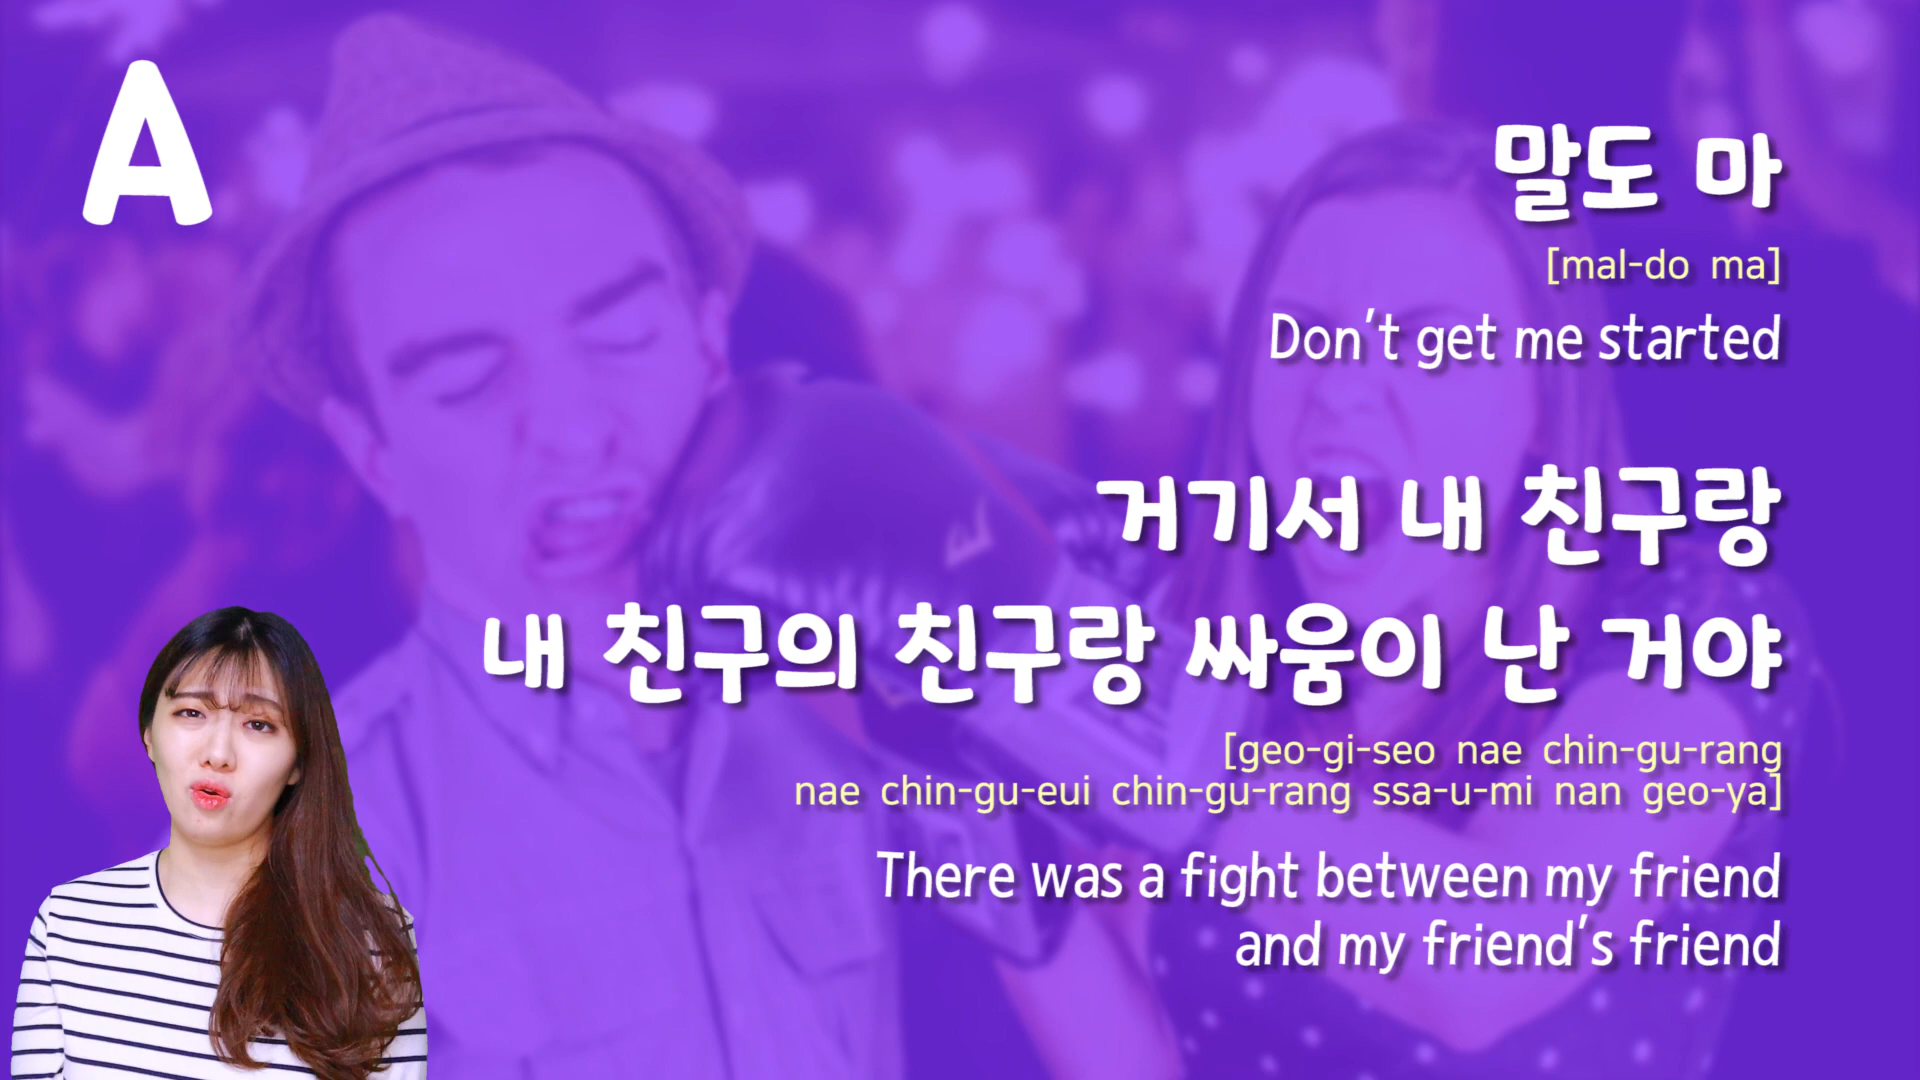 A
말도 마
[mal-do ma]
Don't get me started
거기서 내 친구랑
내 친구의 친구랑 싸움이 난 거야
[geo-gi-seo nae chin-gu-rang
nae chin-gu-eui chin-gu-rang ssa-u-mi nan geo-ya]
There was a fight between my friend
and my friend's friend